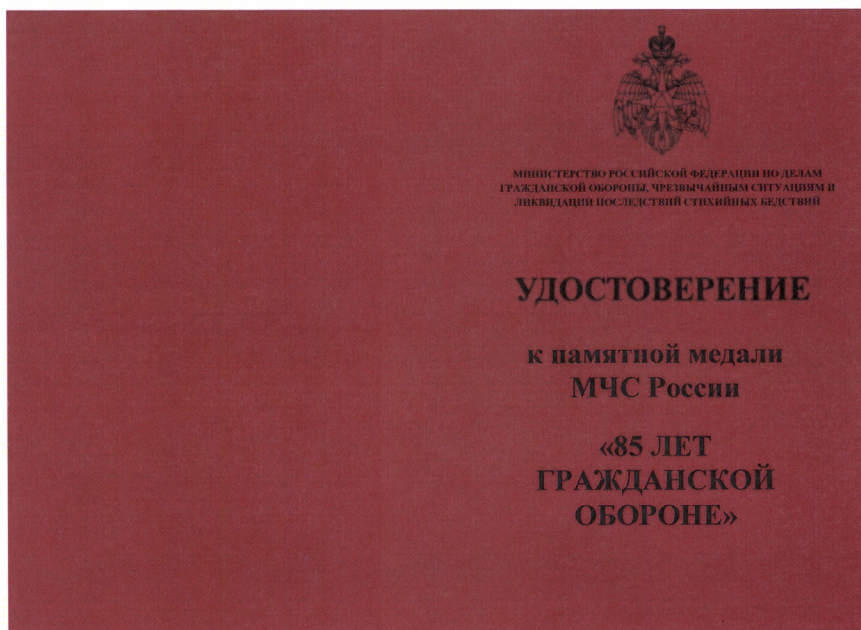 МИНИСТЕРСТВО РОССИЙСКОЙ ФЕДЕРАЦИИ ПО ДЕЛАМ
ГРАЖДАНСКОЙ ОБОРОНЫ, ЧРЕЗВЫЧАЙНЫМ СИТУАЦИЯМ И
ЛИКВИДАЦИИ ПОСЛЕДСТВИЙ СТИХИЙНЫХ БЕДСТВИЙ
УДОСТОВЕРЕНИЕ
к памятной медали
МЧС России
«85 ЛЕТ
ГРАЖДАНСКОЙ
ОБОРОНЕ»